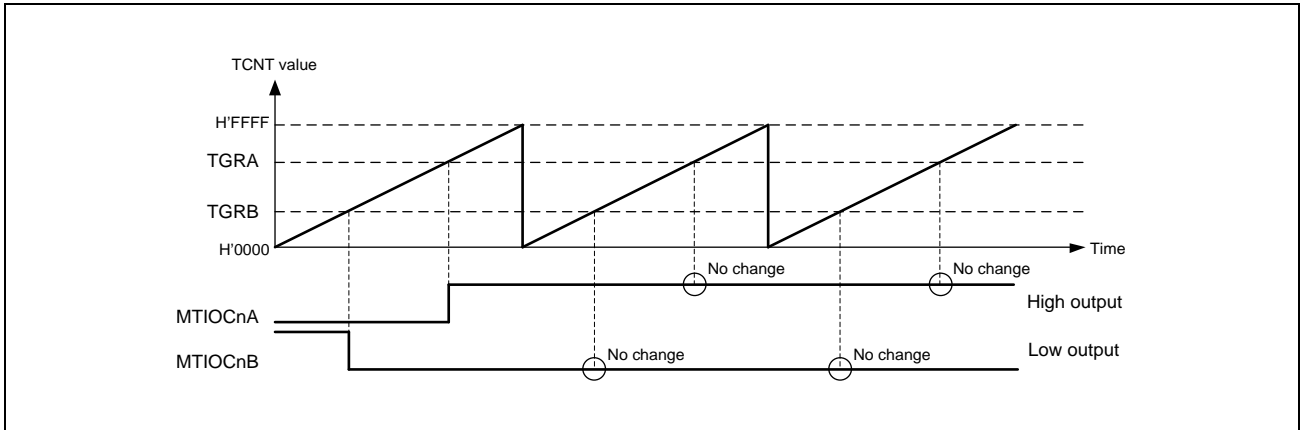 TCNT value
H'FFFF
TGRA
TGRB
H'0000
Time
No change
No change
High output
MTIOCnA
No change
No change
Low output
MTIOCnB